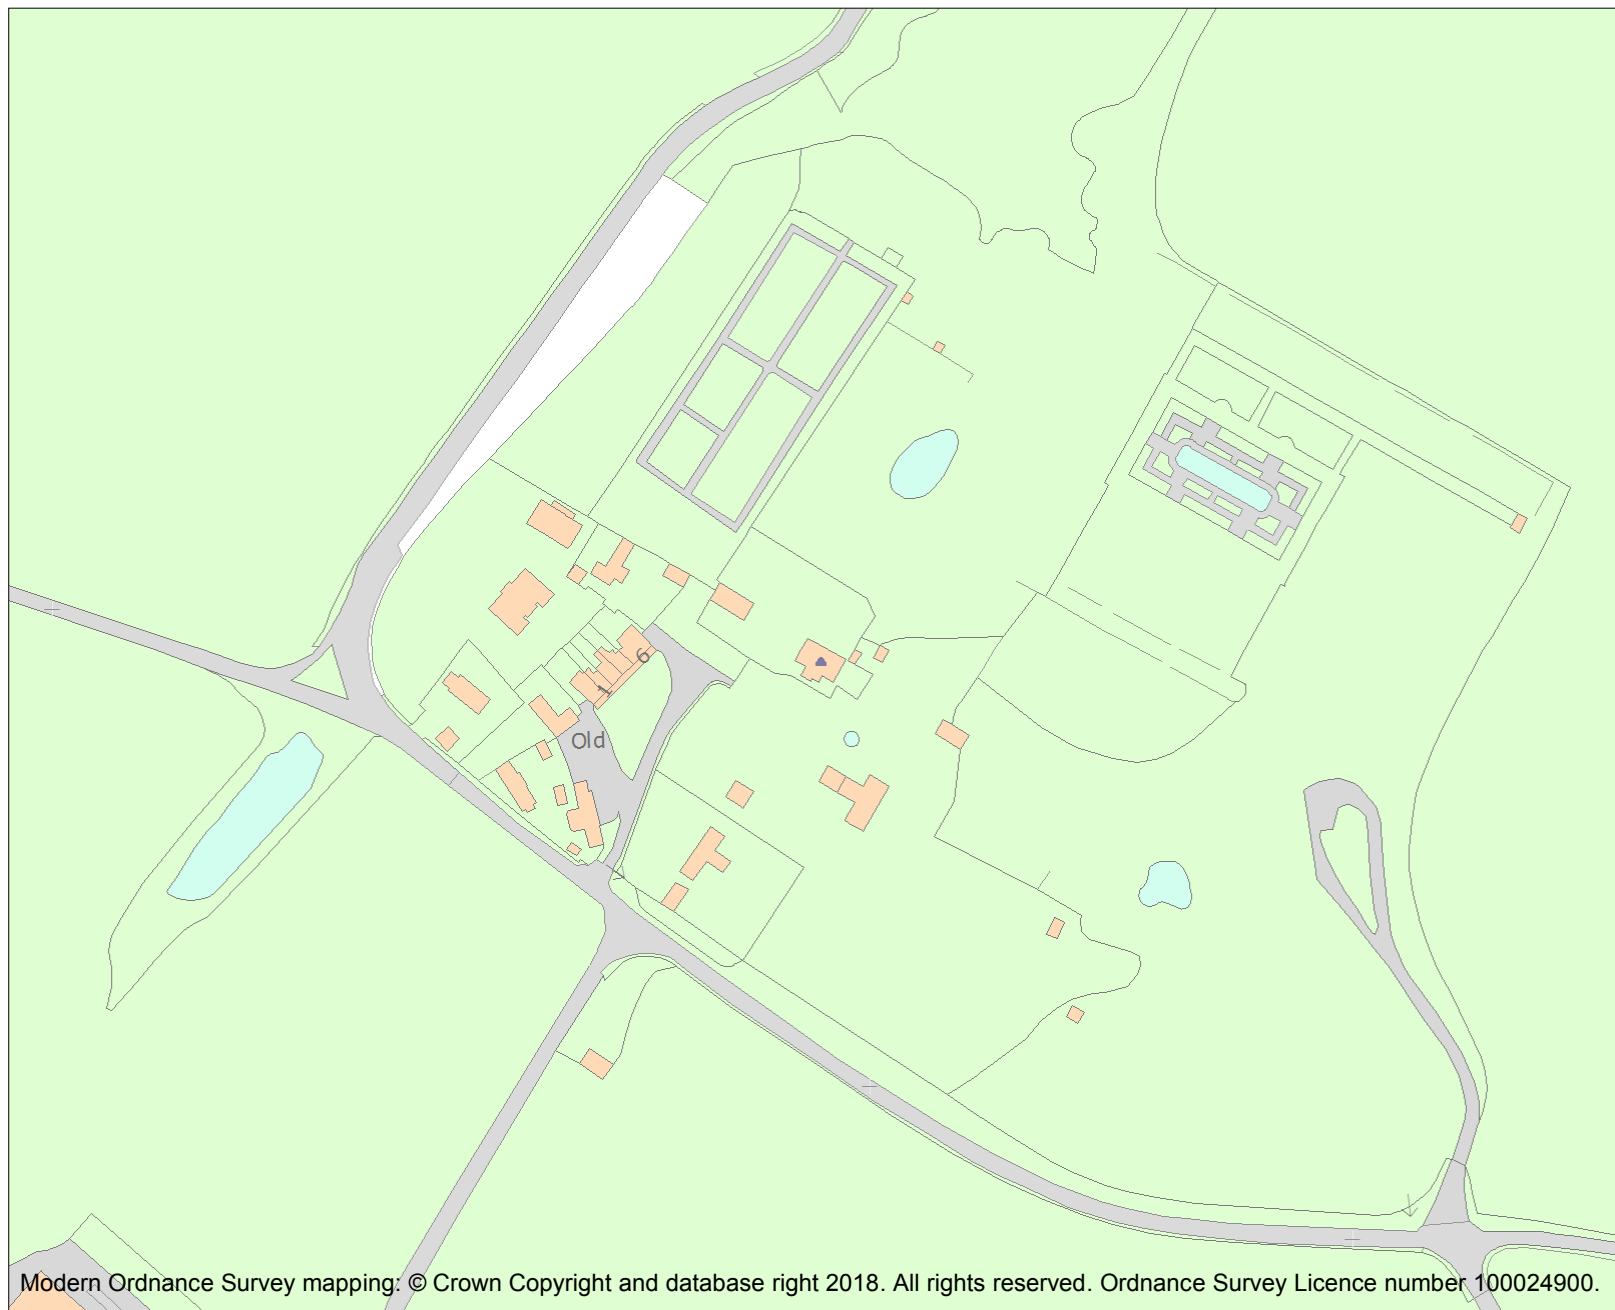 6
1
Old
Modern Ordnance Survey mapping: © Crown Copyright and database right 2018. All rights reserved. Ordnance Survey Licence number 100024900.